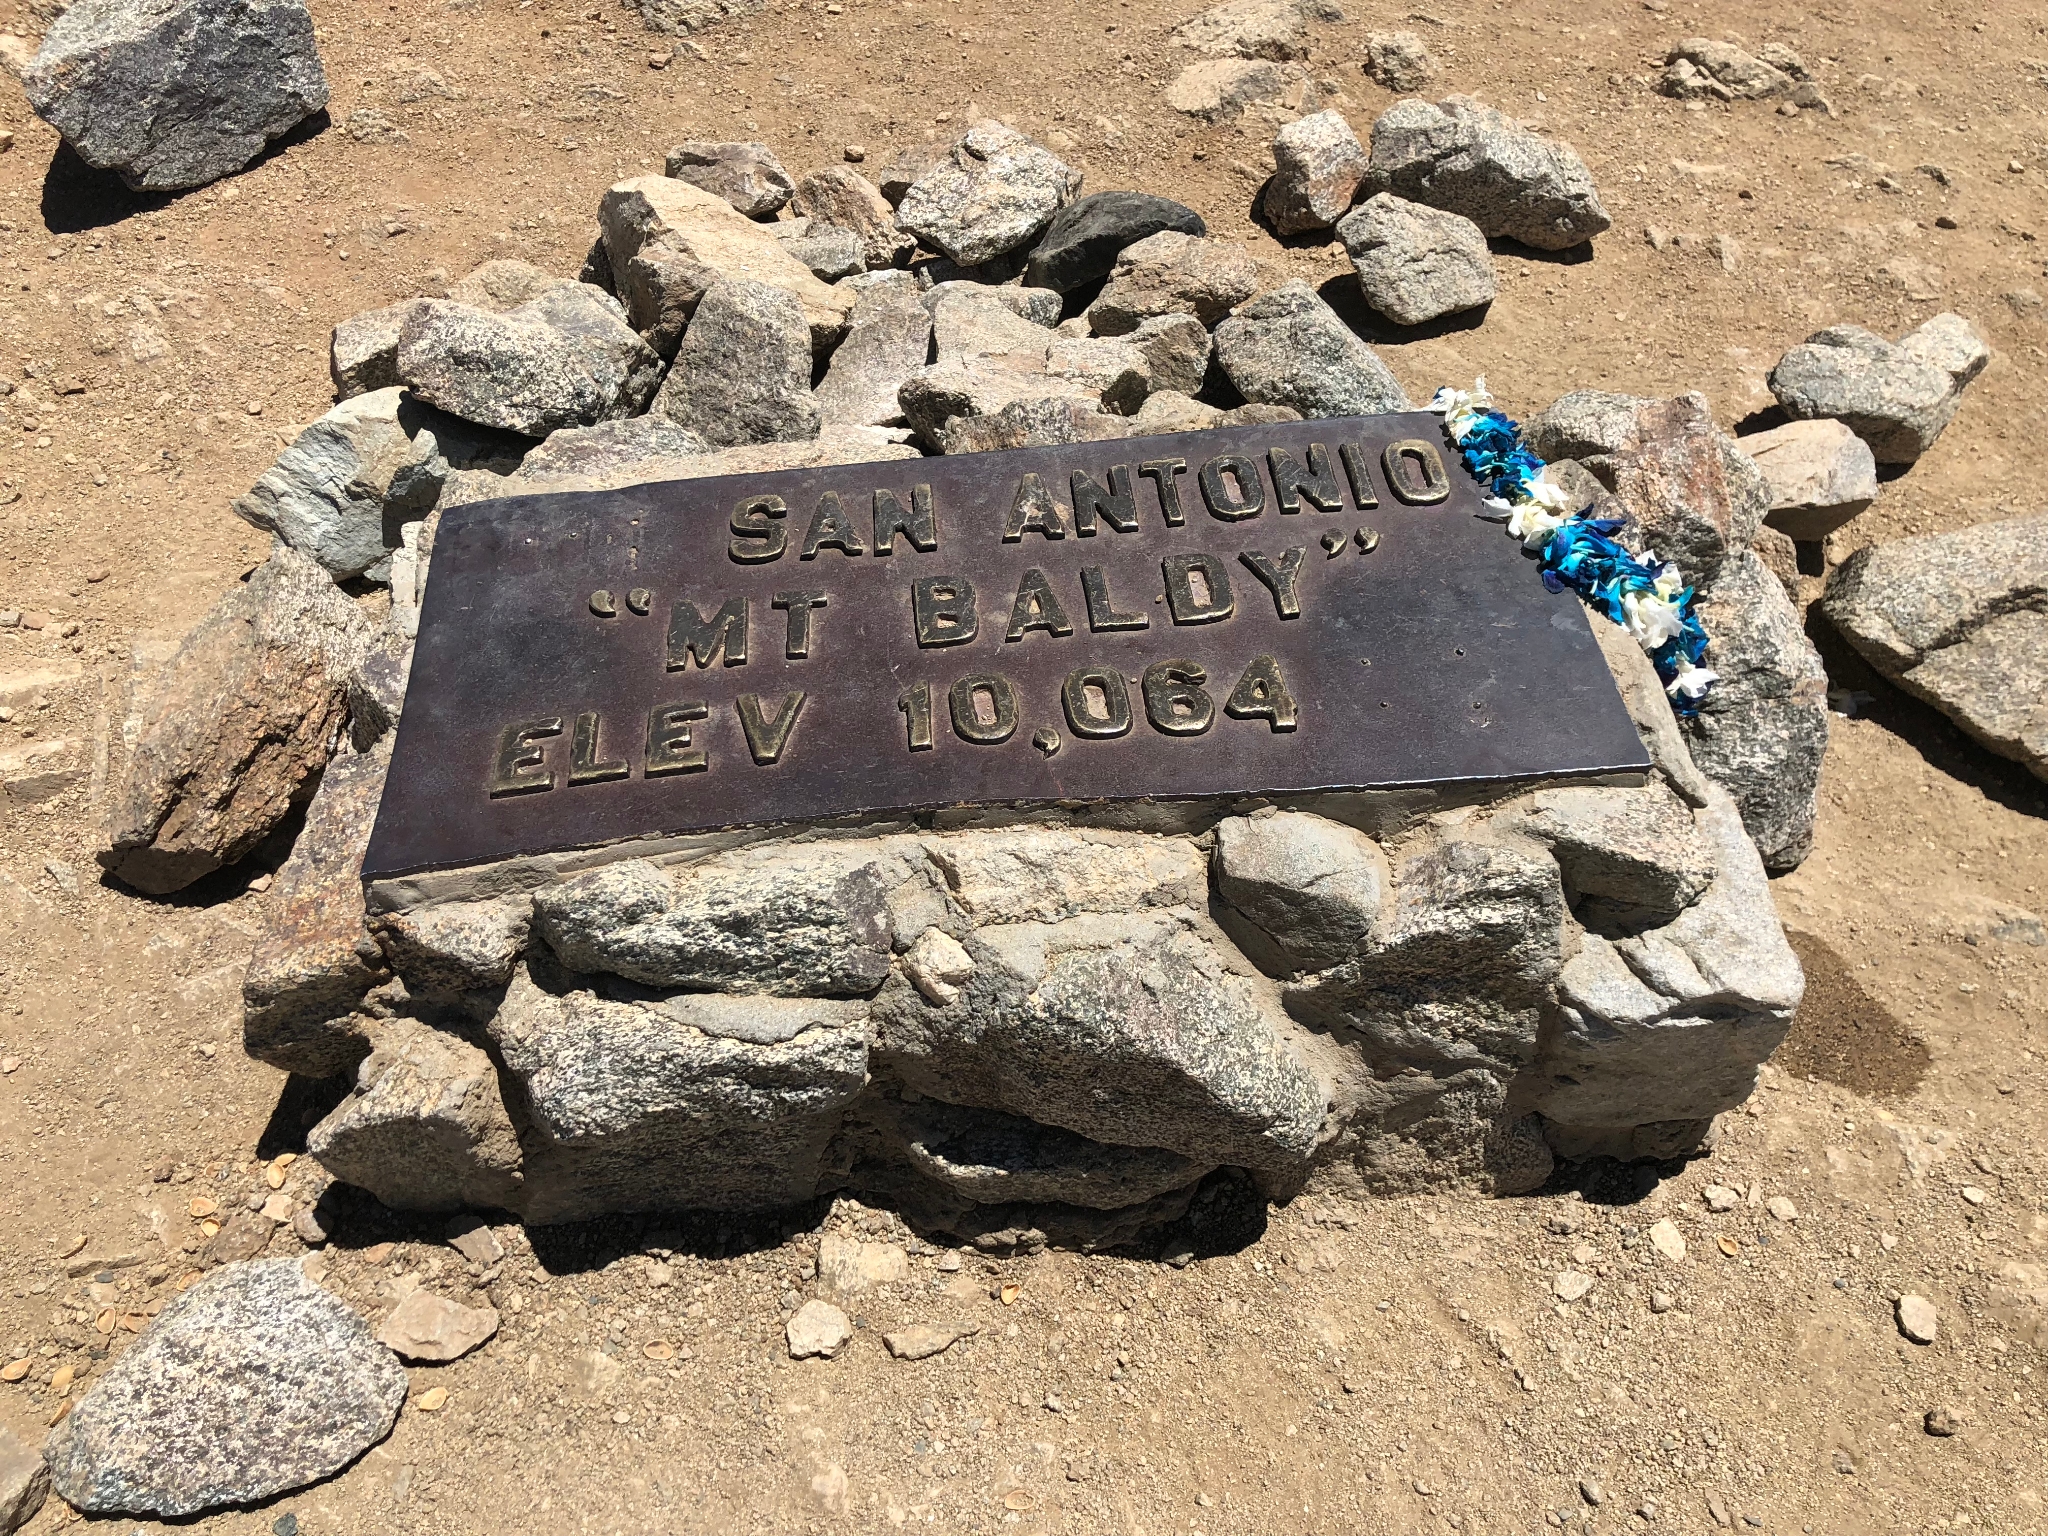 SAN ANTONIO
“MT BALDY”
ELEV 10,064